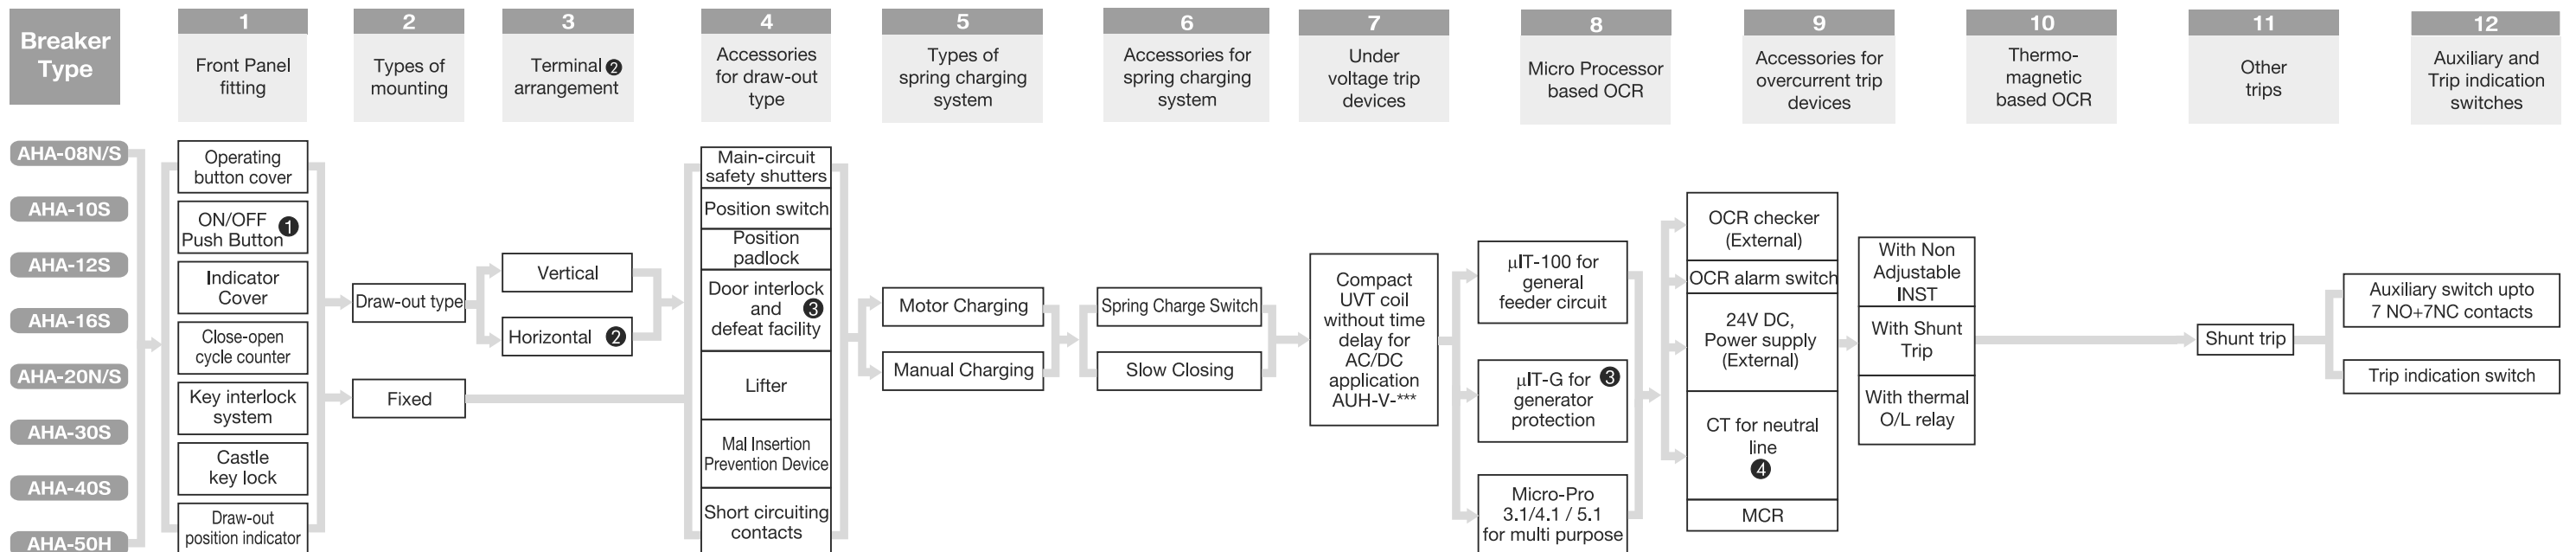 Breaker
Type
1
Front Panel
fitting
2
Types of
mounting
3
Terminal ❷
arrangement
4
Accessories
for draw-out
type
5
Types of
spring charging
system
6
Accessories for
spring charging
system
7
Under
voltage trip
devices
8
Micro Processor
based OCR
9
Accessories for
overcurrent trip
devices
10
Thermo-
magnetic
based OCR
11
Other
trips
12
Auxiliary and
Trip indication
switches
AHA-08N/S
AHA-10S
AHA-12S
AHA-16S
AHA-20N/S
AHA-30S
AHA-40S
AHA-50H
Operating
button cover
ON/OFF
Push Button ❶
Indicator
Cover
Close-open
cycle counter
Key interlock
system
Castle
key lock
Draw-out
position indicator
Draw-out type
Fixed
Vertical
Horizontal ❷
Main-circuit
safety shutters
Position switch
Position
padlock
Door interlock
and ❸
defeat facility
Lifter
Mal Insertion
Prevention Device
Short circuiting
contacts
Motor Charging
Manual Charging
Spring Charge Switch
Slow Closing
Compact
UVT coil
without time
delay for
AC/DC
application
AUH-V-***
µIT-100 for
general
feeder circuit
µIT-G for ❸
generator
protection
Micro-Pro
3.1/4.1 / 5.1
for multi purpose
OCR checker
(External)
OCR alarm switch
24V DC,
Power supply
(External)
CT for neutral
line
❹
MCR
With Non
Adjustable
INST
With Shunt
Trip
With thermal
O/L relay
Shunt trip
Auxiliary switch upto
7 NO+7NC contacts
Trip indication switch